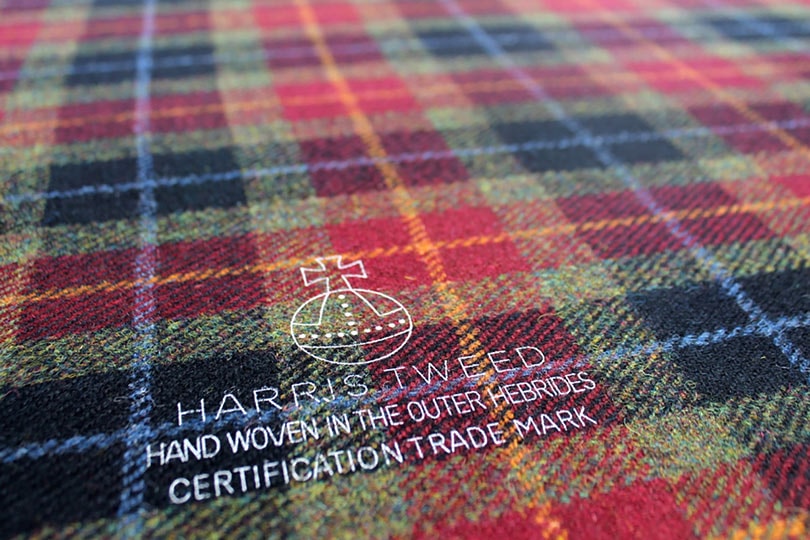 HARRIS TWEED
HAND WOVEN IN THE OUTER HEBRIDES
CERTIFICATION TRADE MARK